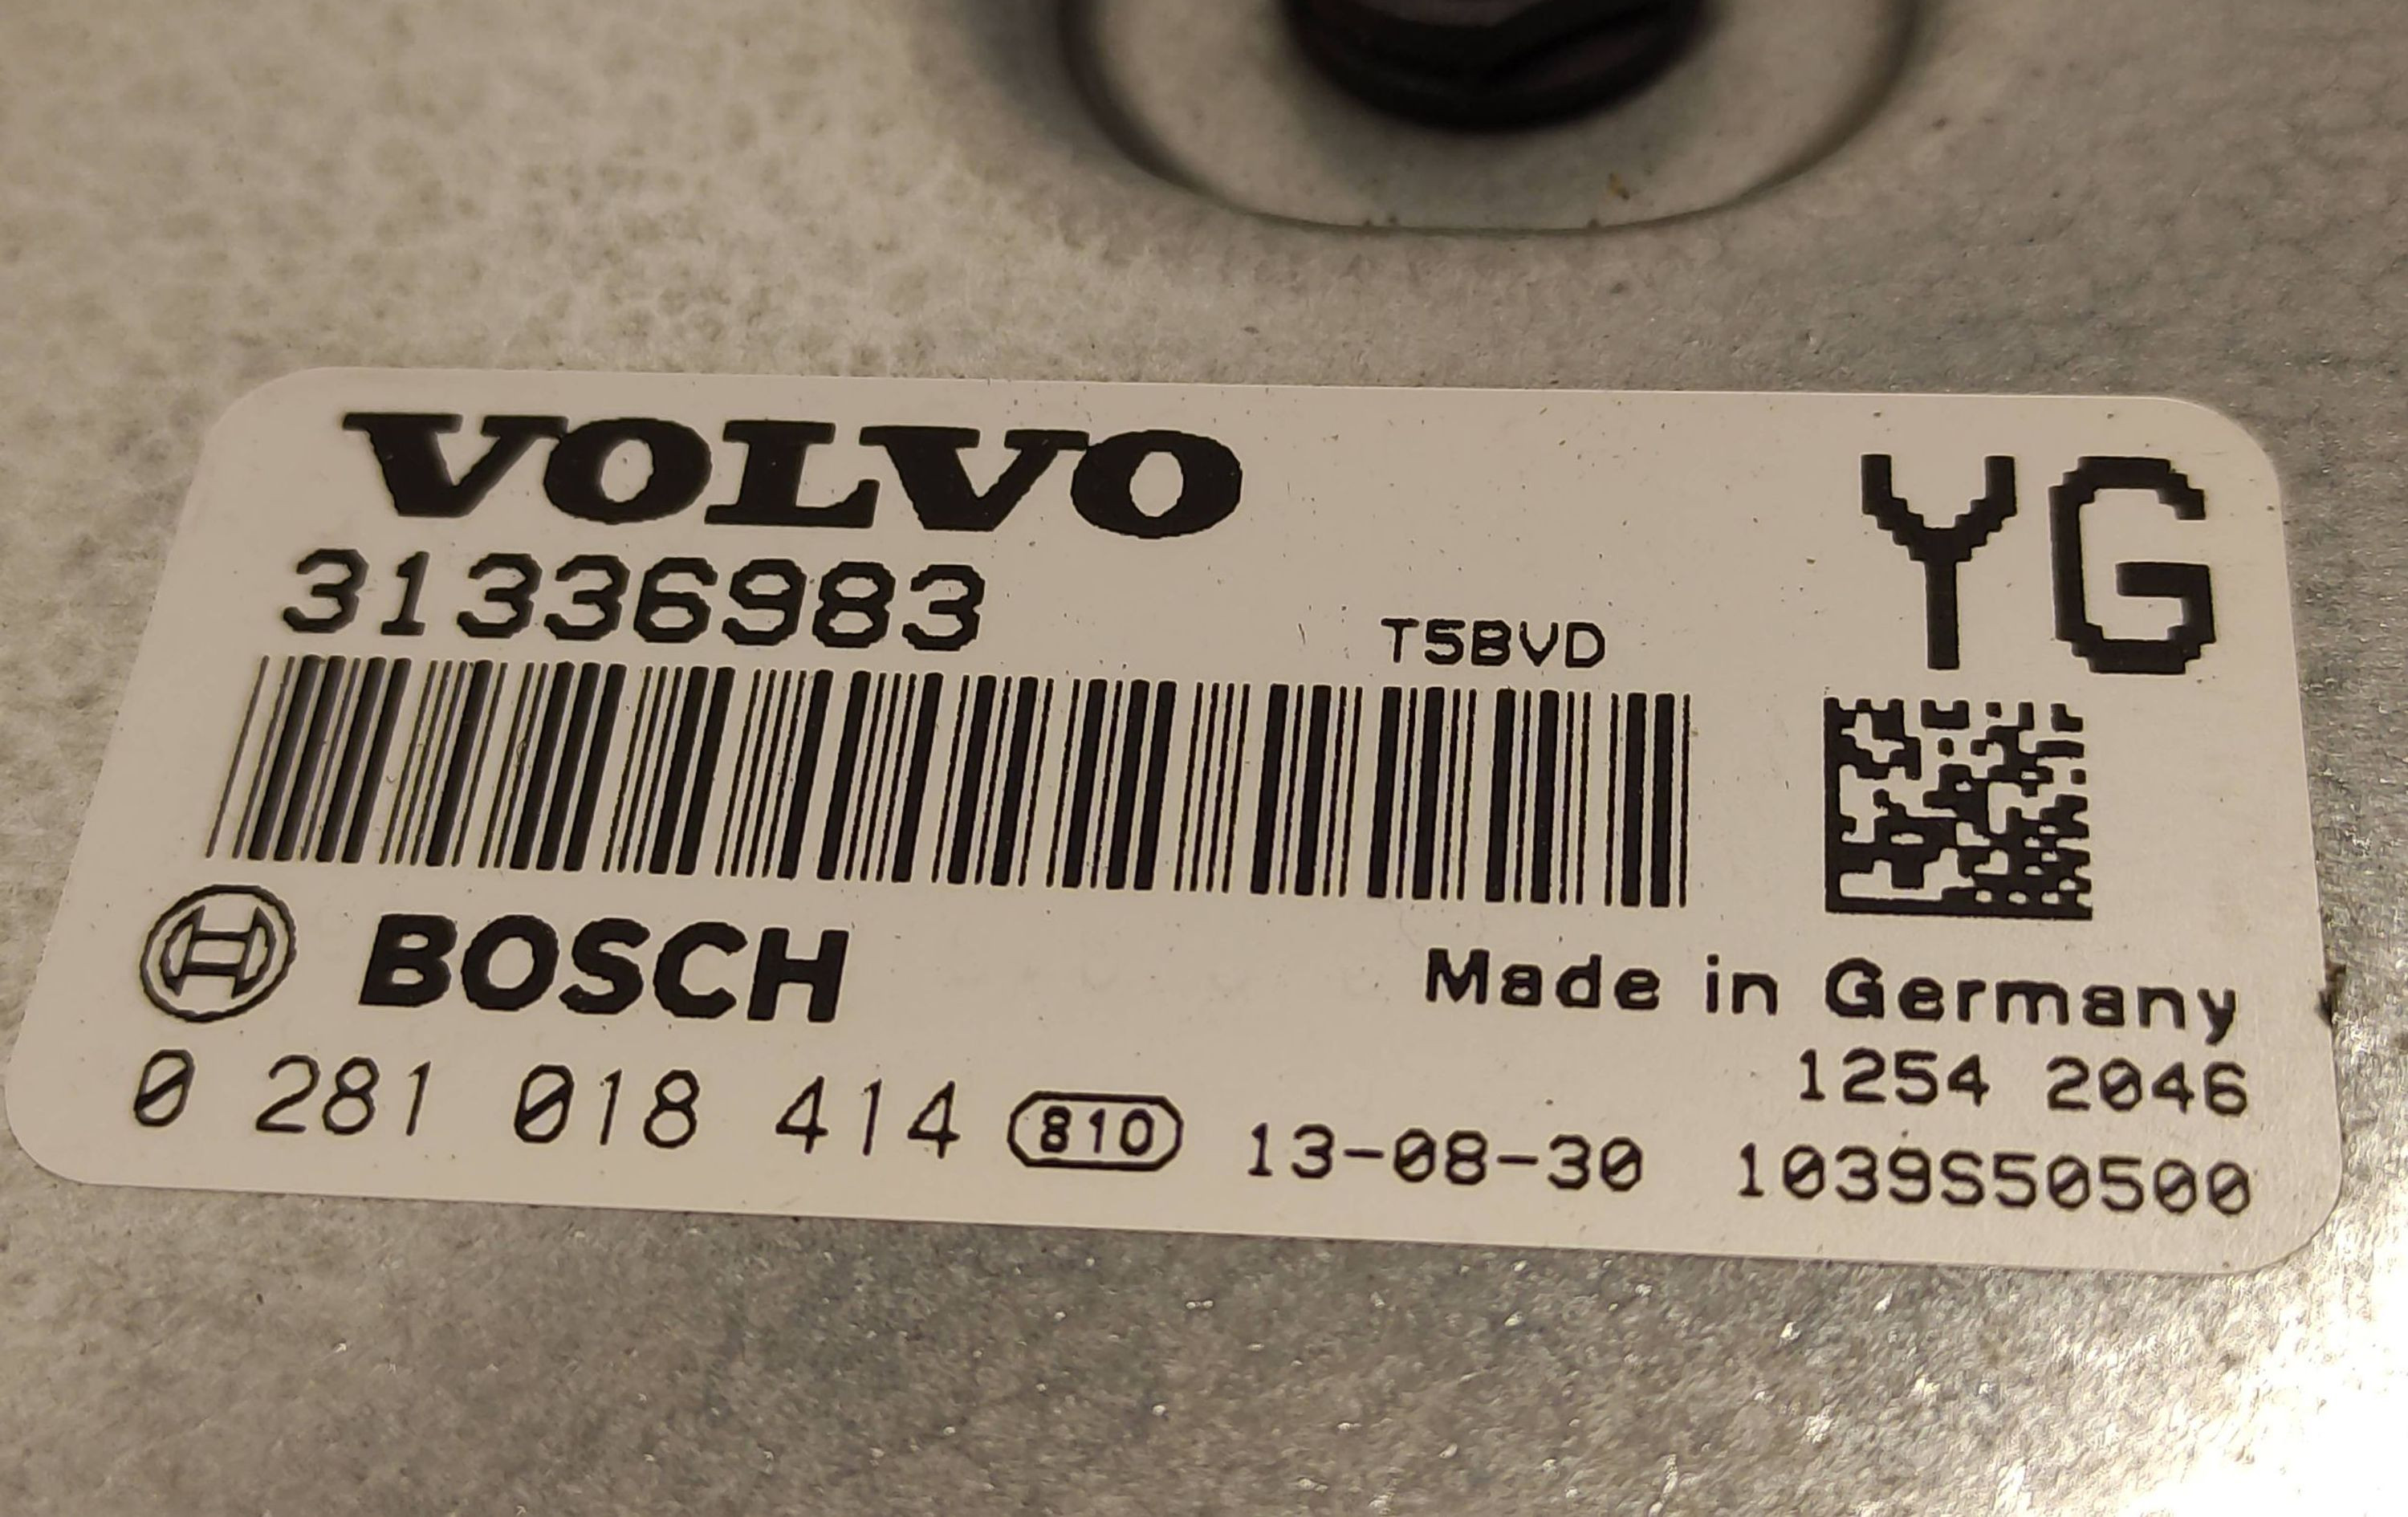 VOLVO
YG
31336983
T5BVD
BOSCH
Made in Germany
1254 2046
0 281 018 414 810 13-08-30 1039S50500